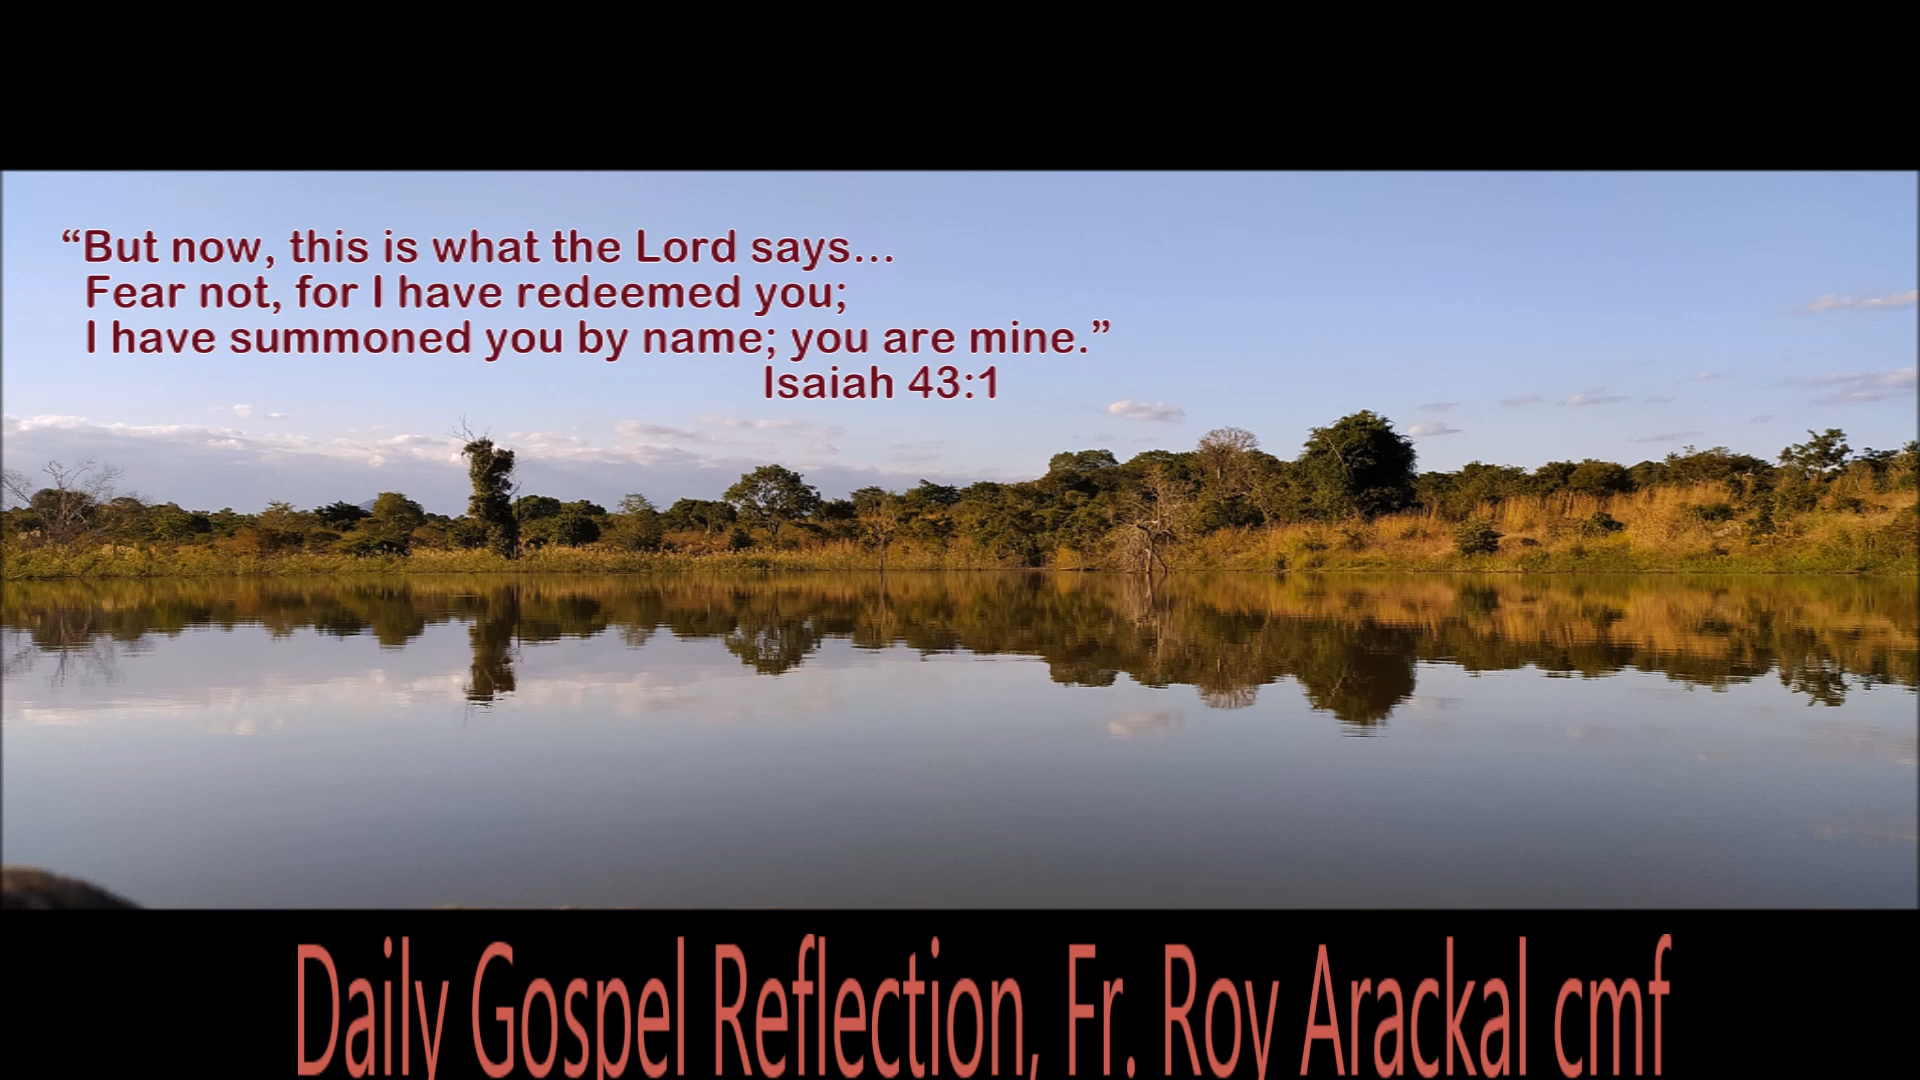 “But now, this is what the Lord says...
Fear not, for I have redeemed you;
I have summoned you by name; you are mine.”
Isaiah 43:1
Daily Gospel Reflection, Fr. Roy Arackal cmf